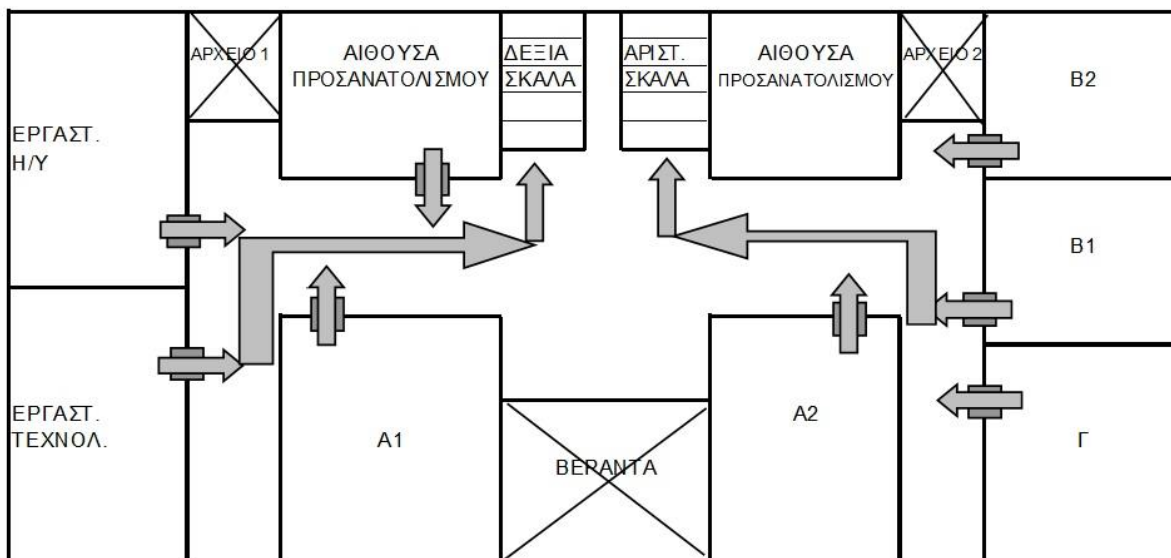 ΑΡΧΕΙΟ 1
ΑΙΘΟΥΣΑ
ΠΡΟΣΑΝΑΤΟΛΙΣΜΟΥ
ΔΕΞΙΑ
ΣΚΑΛΑ
ΑΡΙΣΤ.
ΣΚΑΛΑ
ΑΙΘΟΥΣΑ
ΠΡΟΣΑΝΑΤΟΛΙΣΜΟΥ
ΑΡΧΕΙΟ 2
Β2
ΕΡΓΑΣΤ.
Η/Υ
Β1
ΕΡΓΑΣΤ.
ΤΕΧΝΟΛ.
Α1
ΒΕΡΑΝΤΑ
Α2
Γ